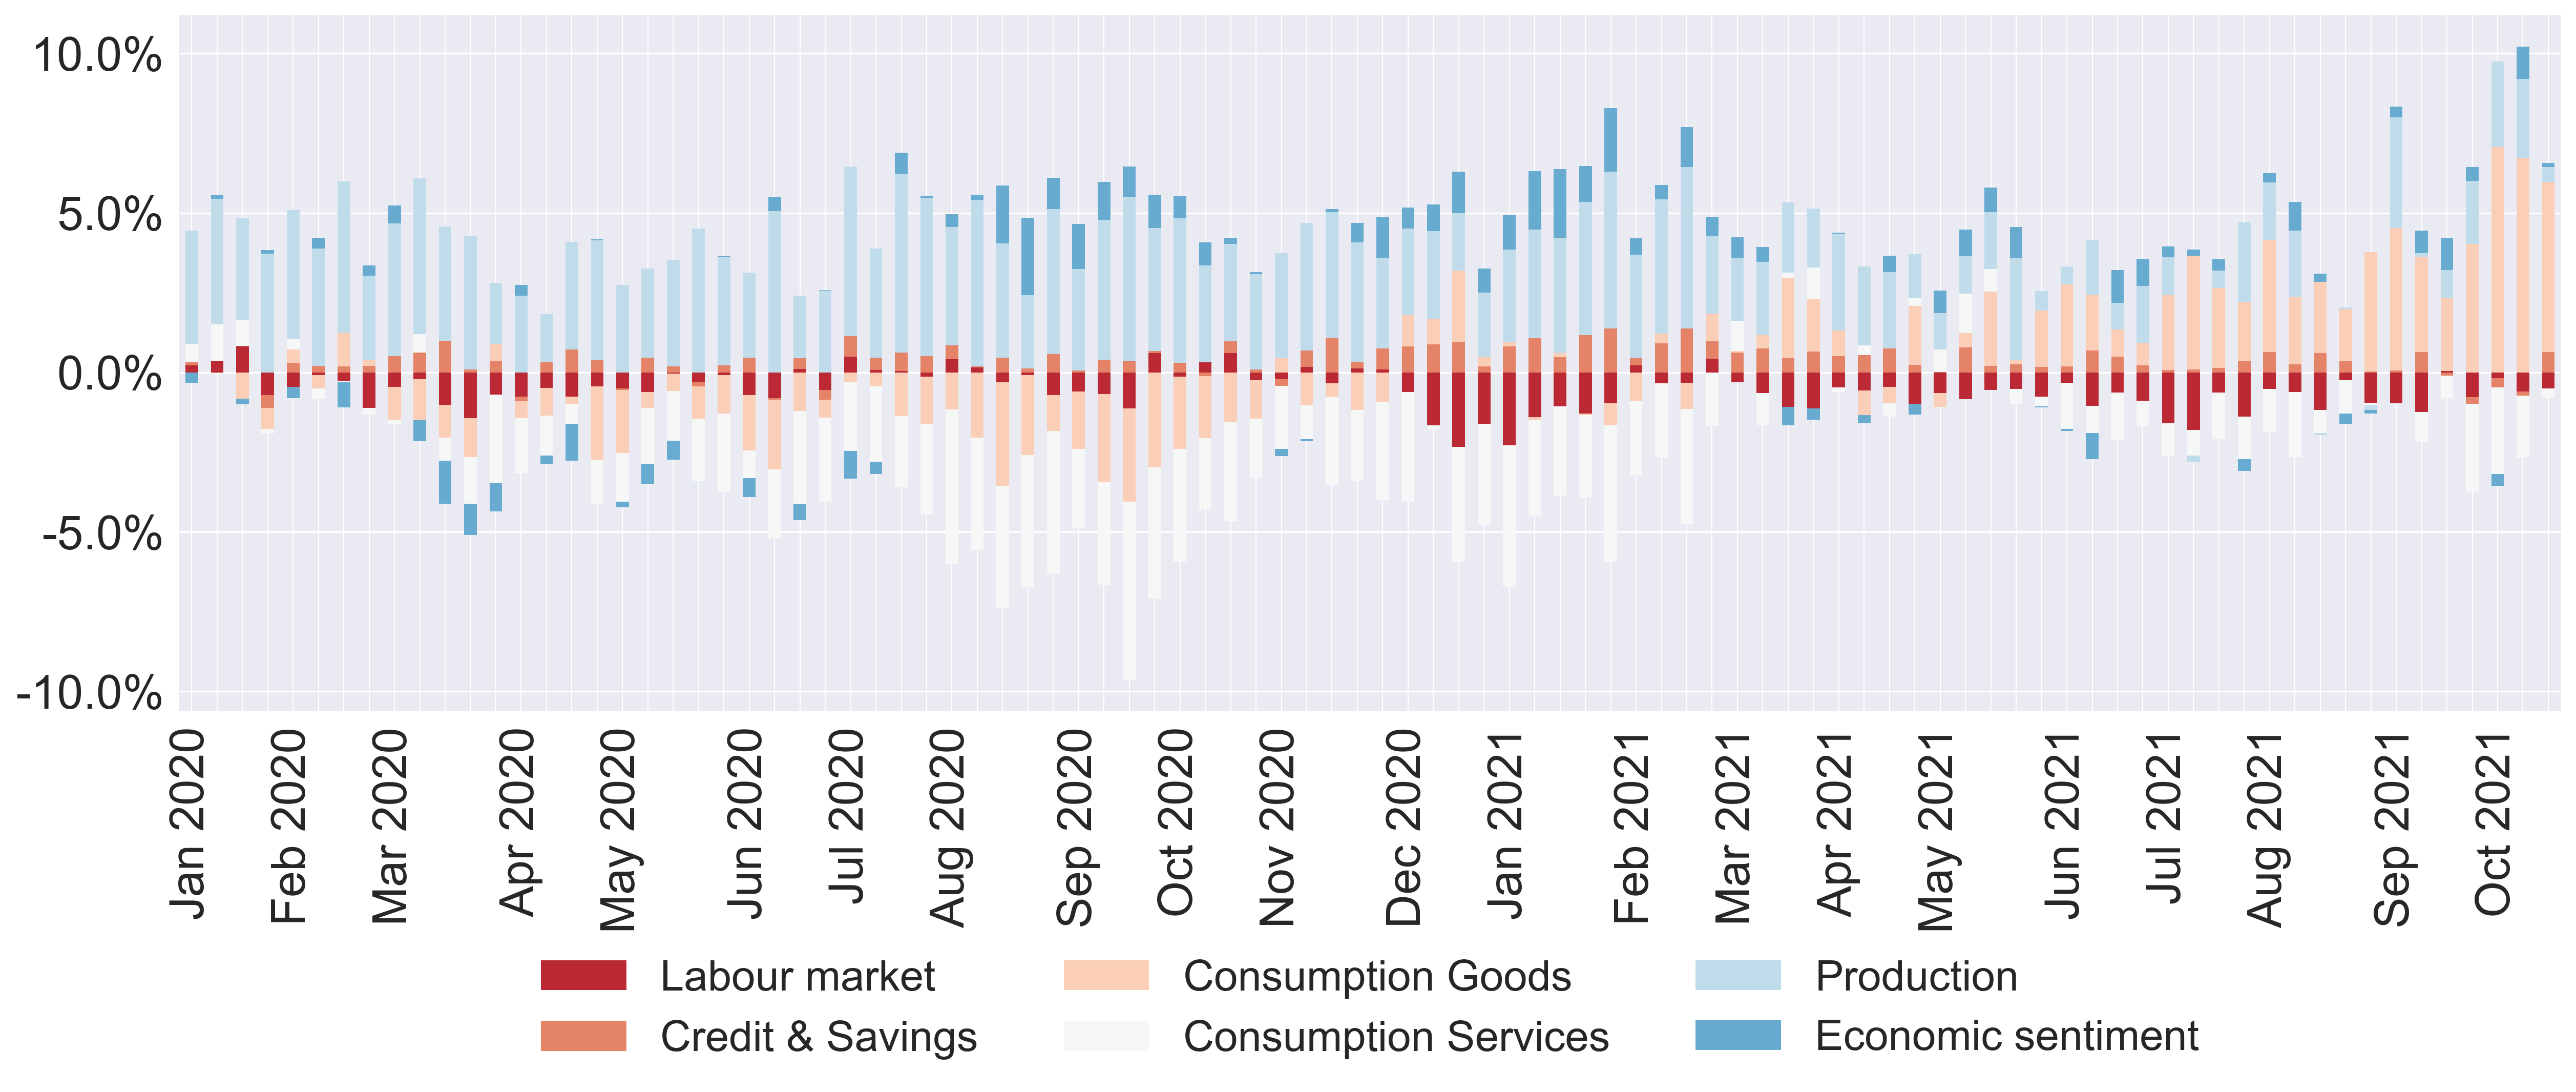 10.0%
5.0%
0.0%
-5.0%
-10.0%
Jan 2020
Feb 2020
Mar 2020
Apr 2020
May 2020
Jun 2020
Jul 2020
Aug 2020
Sep 2020
Oct 2020
Nov 2020
Dec 2020
Jan 2021
Feb 2021
Mar 2021
Apr 2021
May 2021
Jun 2021
Jul 2021
Aug 2021
Sep 2021
Oct 2021
Labour market
Consumption Goods
Production
Credit & Savings
Consumption Services
Economic sentiment